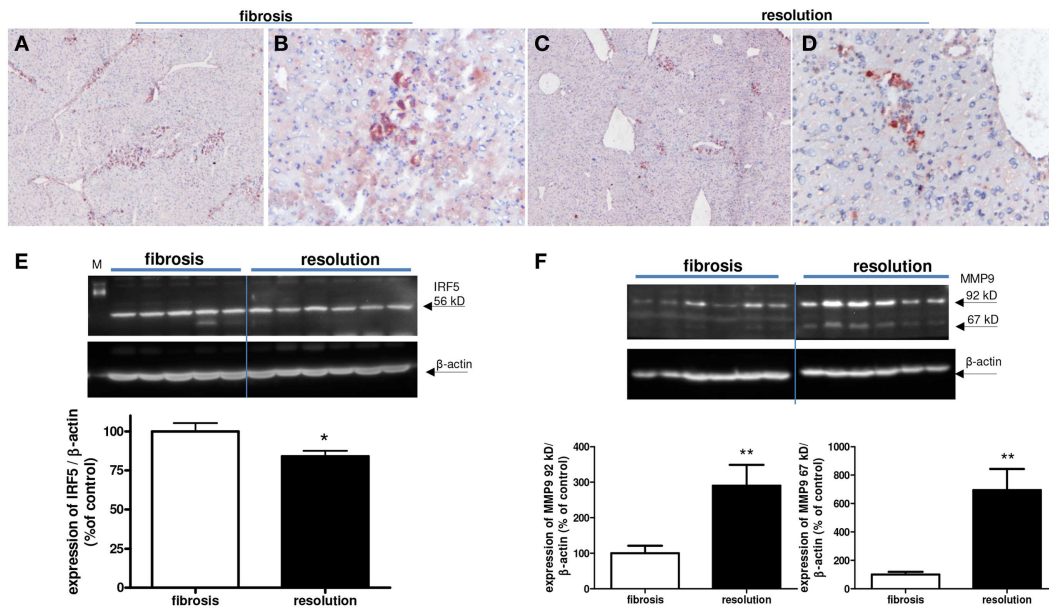 fibrosis
resolution
A
B
C
D
E
fibrosis
resolution
M
IRF5
56 kD
β-actin
expression of IRF5 / β-actin
(%of control)
100
75
50
25
0
*
fibrosis
resolution
F
fibrosis
resolution
MMP9
92 kD
67 kD
β-actin
expression of MMP9 92 kD/
β-actin (% of control)
400
300
200
100
0
**
fibrosis
resolution
expression of MMP9 67 kD/
β-actin (% of control)
1000
800
600
400
200
0
**
fibrosis
resolution